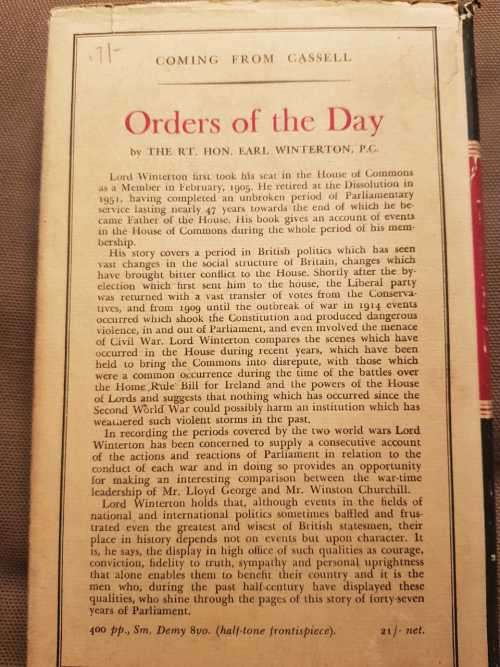 7/-
COMING FROM CASSELL
Orders of the Day
by THE RT. HON. EARL WINTERTON, P.C.
Lord Winterton first took his seat in the House of Commons
as a Member in February, 1905. He retired at the Dissolution in
1951, having completed an unbroken period of Parliamentary
service lasting nearly 47 years towards the end of which he be-
came Father of the House. His book gives an account of events
in the House of Commons during the whole period of his mem-
bership.
His story covers a period in British politics which has seen
vast changes in the social structure of Britain, changes which
have brought bitter conflict to the House. Shortly after the by-
election which first sent him to the house, the Liberal party
was returned with a vast transfer of votes from the Conserva-
tives, and from 1909 until the outbreak of war in 1914 events
occurred which shook the Constitution and produced dangerous
violence, in and out of Parliament, and even involved the menace
of Civil War. Lord Winterton compares the scenes which have
occurred in the House during recent years, which have been
held to bring the Commons into disrepute, with those which
were a common occurrence during the time of the battles over
the Home Rule Bill for Ireland and the powers of the House
of Lords and suggests that nothing which has occurred since the
Second World War could possibly harm an institution which has
weathered such violent storms in the past.
In recording the periods covered by the two world wars Lord
Winterton has been concerned to supply a consecutive account
of the actions and reactions of Parliament in relation to the
conduct of each war and in doing so provides an opportunity
for making an interesting comparison between the war-time
leadership of Mr. Lloyd George and Mr. Winston Churchill.
Lord Winterton holds that, although events in the fields of
national and international politics sometimes baffled and frus-
trated even the greatest and wisest of British statesmen, their
place in history depends not on events but upon character. It
is, he says, the display in high office of such qualities as courage,
conviction, fidelity to truth, sympathy and personal uprightness
that alone enables them to benefit their country and it is the
men who, during the past half-century have displayed these
qualities, who shine through the pages of this story of forty-seven
years of Parliament.
400 pp., Sm. Demy 8vo. (half-tone frontispiece). 21/- net.